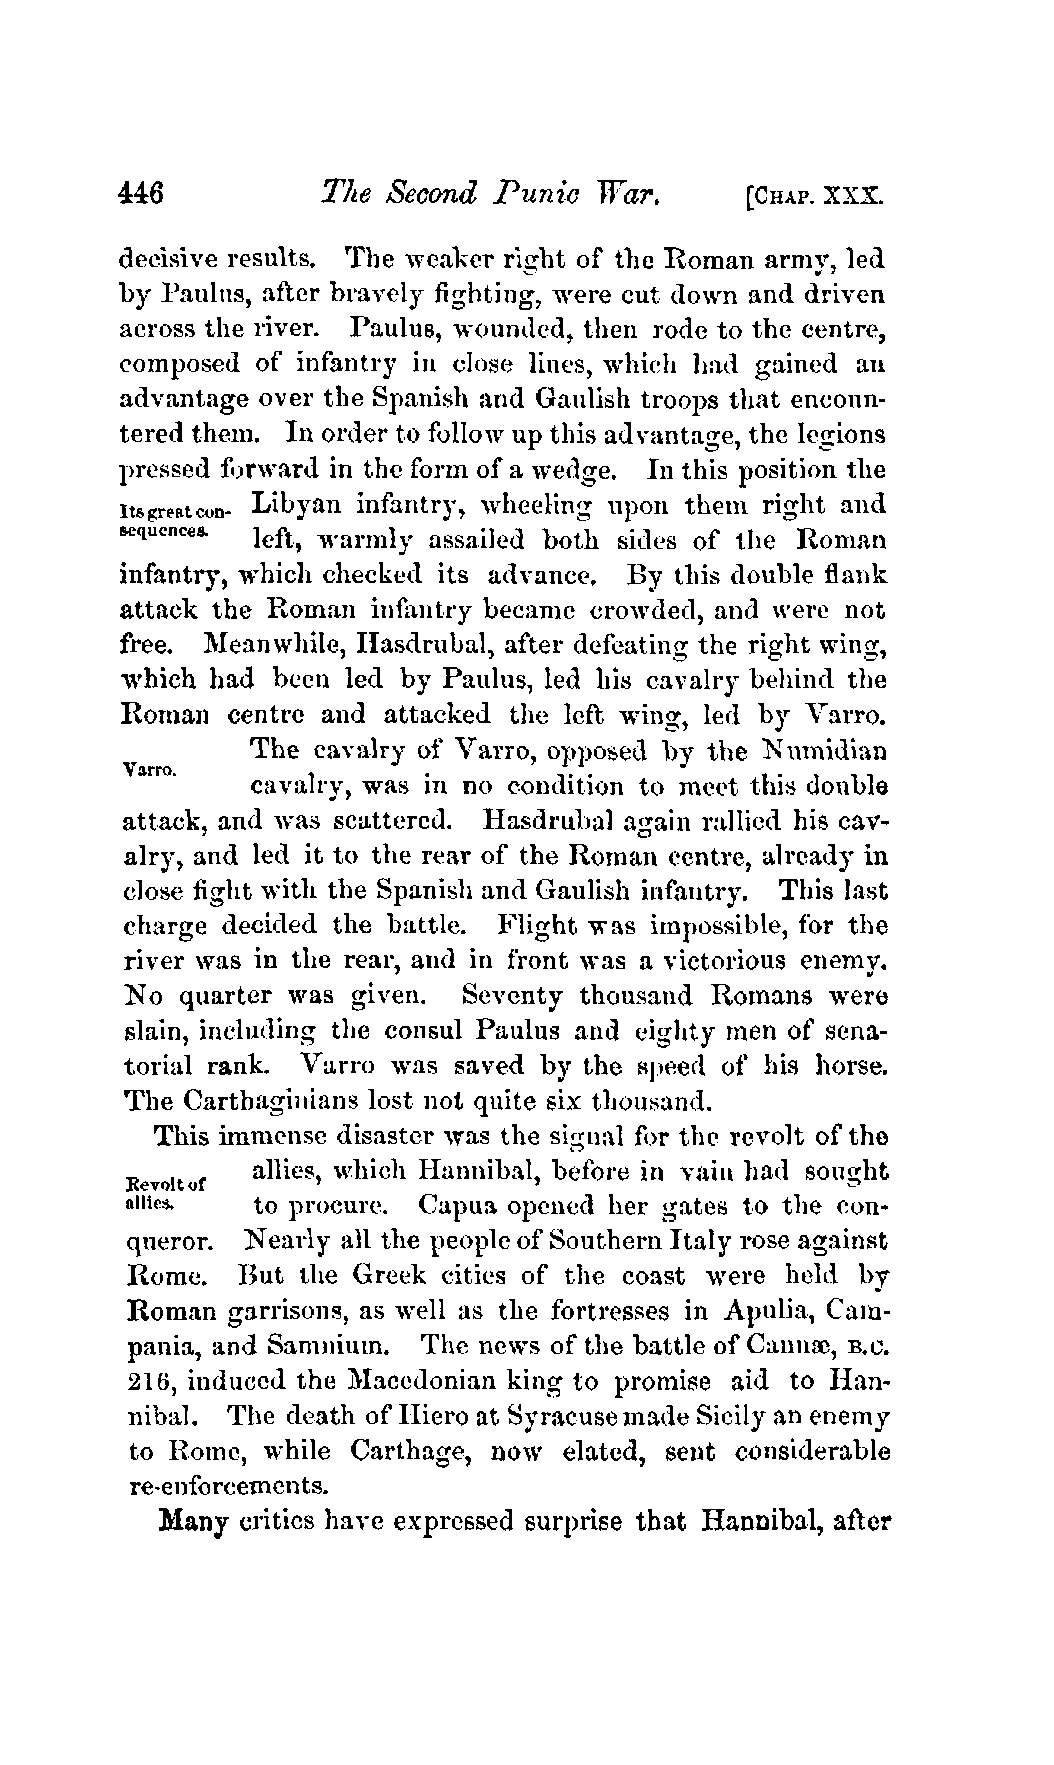 446 The Second Punic War. [CHAP. XXX.
decisive results. The weaker right of the Roman army, led
by Paulus, after bravely fighting, were cut down and driven
across the river. Paulus, wounded, then rode to the centre,
composed of infantry in close lines, which had gained an
advantage over the Spanish and Gaulish troops that encoun-
tered them. In order to follow up this advantage, the legions
pressed forward in the form of a wedge. In this position the
Its great con- Libyan infantry, wheeling upon them right and
sequences. left, warmly assailed both sides of the Roman
infantry, which checked its advance. By this double flank
attack the Roman infantry became crowded, and were not
free. Meanwhile, Hasdrubal, after defeating the right wing,
which had been led by Paulus, led his cavalry behind the
Roman centre and attacked the left wing, led by Varro.
The cavalry of Varro, opposed by the Numidian
Varro.
cavalry, was in no condition to meet this double
attack, and was scattered. Hasdrubal again rallied his cav-
alry, and led it to the rear of the Roman centre, already in
close fight with the Spanish and Gaulish infantry. This last
charge decided the battle. Flight was impossible, for the
river was in the rear, and in front was a victorious enemy.
No quarter was given. Seventy thousand Romans were
slain, including the consul Paulus and eighty men of sena-
torial rank. Varro was saved by the speed of his horse.
The Carthaginians lost not quite six thousand.
This immense disaster was the signal for the revolt of the
Revolt of allies, which Hannibal, before in vain had sought
allies. to procure. Capua opened her gates to the con-
queror. Nearly all the people of Southern Italy rose against
Rome. But the Greek cities of the coast were held by
Roman garrisons, as well as the fortresses in Apulia, Cam-
pania, and Samnium. The news of the battle of Cannæ, B.C.
216, induced the Macedonian king to promise aid to Han-
nibal. The death of Hiero at Syracuse made Sicily an enemy
to Rome, while Carthage, now elated, sent considerable
re-enforcements.
Many critics have expressed surprise that Hannibal, after